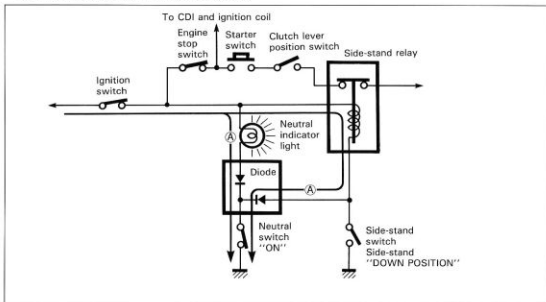 To CDI and ignition coil
Engine
stop
switch
Starter
switch
Clutch lever
position switch
Side-stand relay
Ignition
switch
Neutral
indicator
light
A
Diode
A
Neutral
switch
"ON"
Side-stand
switch
Side-stand
"DOWN POSITION"